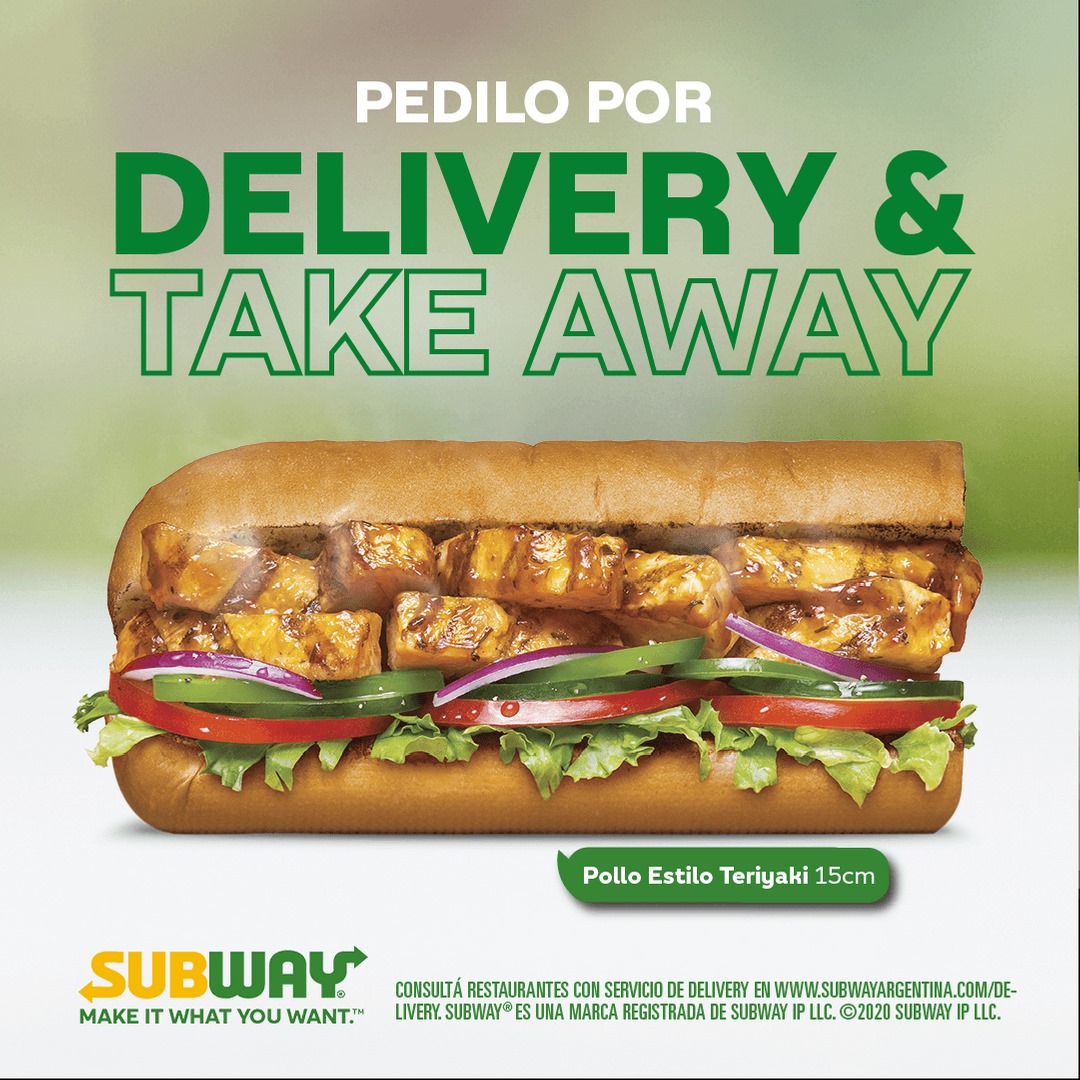 PEDILO POR
DELIVERY &
TAKE AWAY
Pollo Estilo Teriyaki 15cm
SUBWAY®
MAKE IT WHAT YOU WANT.™
CONSULTÁ RESTAURANTES CON SERVICIO DE DELIVERY EN WWW.SUBWAYARGENTINA.COM/DE-
LIVERY. SUBWAY® ES UNA MARCA REGISTRADA DE SUBWAY IP LLC. ©2020 SUBWAY IP LLC.